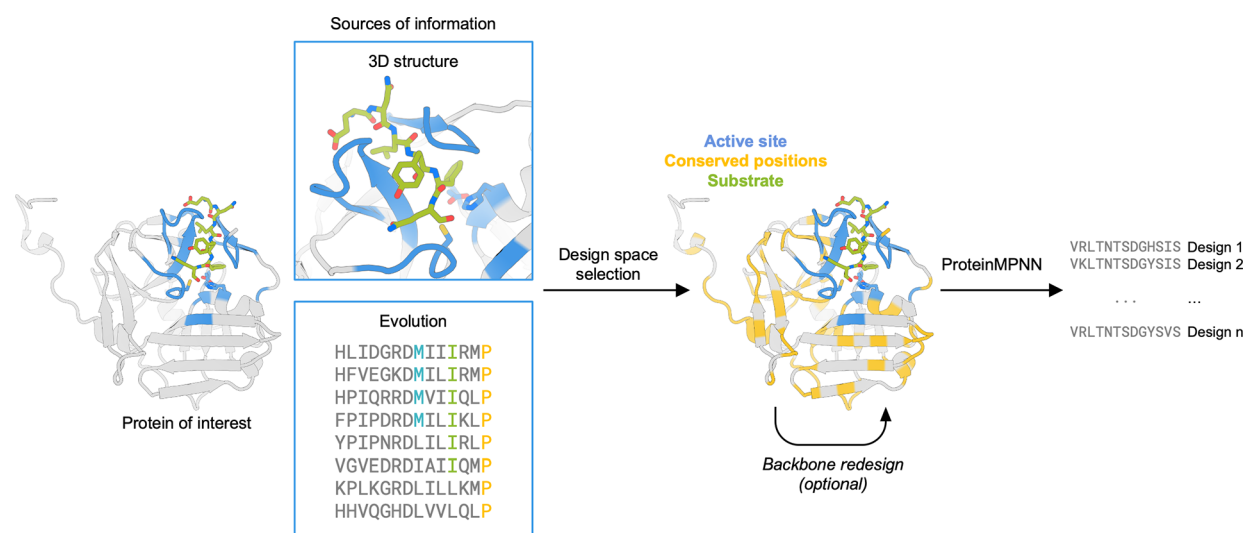 Sources of information
3D structure
Protein of interest
Evolution
HLIDGRDMIIIRMP
HFVEGKDMILIRMP
HPIQRRDMVIIQLP
FPIPDRDMILIKLP
YPIPNRDLILIRLP
VGVEDRDIAIIQMP
KPLKGRDLILLKMP
HHVQGHDLVVLQLP
Design space
selection
Active site
Conserved positions
Substrate
Backbone redesign
(optional)
ProteinMPNN
VRLTNTSDGHSIS Design 1
VKLTNTSDGYSIS Design 2
... ...
VRLTNTSDGYSVS Design n